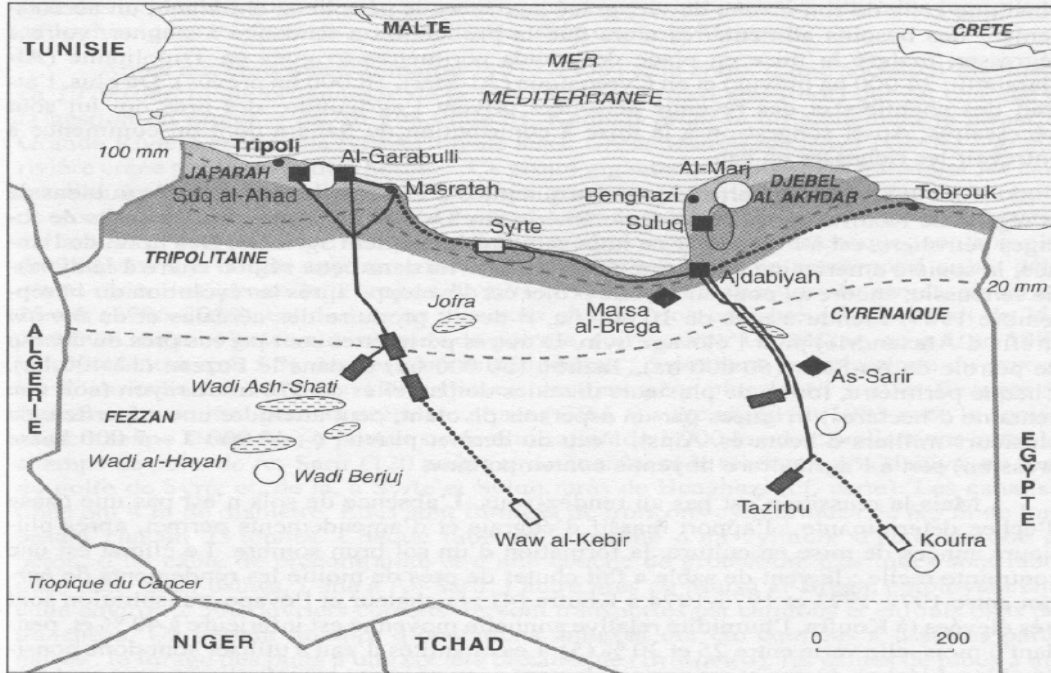 MALTE
CRETE
TUNISIE
MER
MEDITERRANEE
100 mm
Tripoli
Al-Garabulli
Al-Marj
JAFARAH
Suq al-Ahad
Masratah
Benghazi
DJEBEL
AL AKHDAR
Tobrouk
Syrte
Suluq
TRIPOLITAINE
Ajdabiyah
20 mm
Jofra
Marsa
al-Brega
CYRENAIQUE
ALGERIE
Wadi Ash-Shati
As-Sarir
FEZZAN
Wadi al-Hayah
Wadi Berjuj
EGYPTE
Tazirbu
Waw al-Kebir
Koufra
Tropique du Cancer
NIGER
TCHAD
0 200